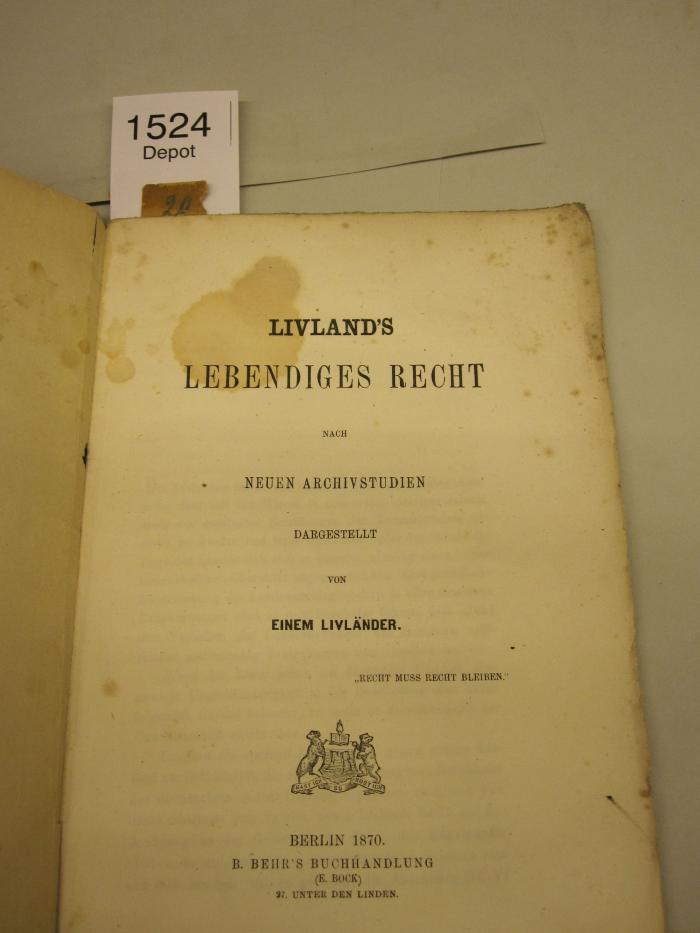 1524
Depot
LIVLAND'S
LEBENDIGES RECHT
NACH
NEUEN ARCHIVSTUDIEN
DARGESTELLT
VON
EINEM LIVLÄNDER.
„RECHT MUSS RECHT BLEIBEN."
BERLIN 1870.
B. BEHR'S BUCHHANDLUNG
(E. BOCK)
27. UNTER DEN LINDEN.